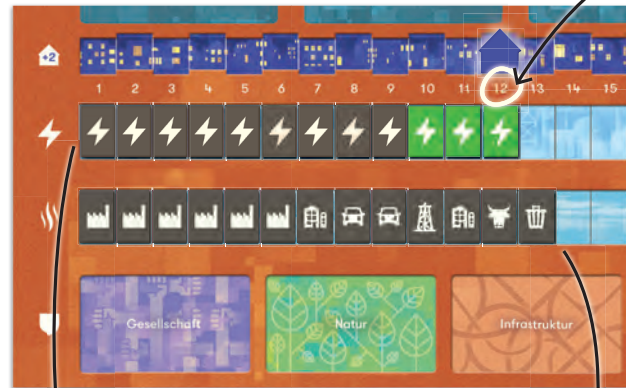 +2
1 2 3 4 5 6 7 8 9 10 11 12 13 14 15
Gesellschaft
Natur
Infrastruktur